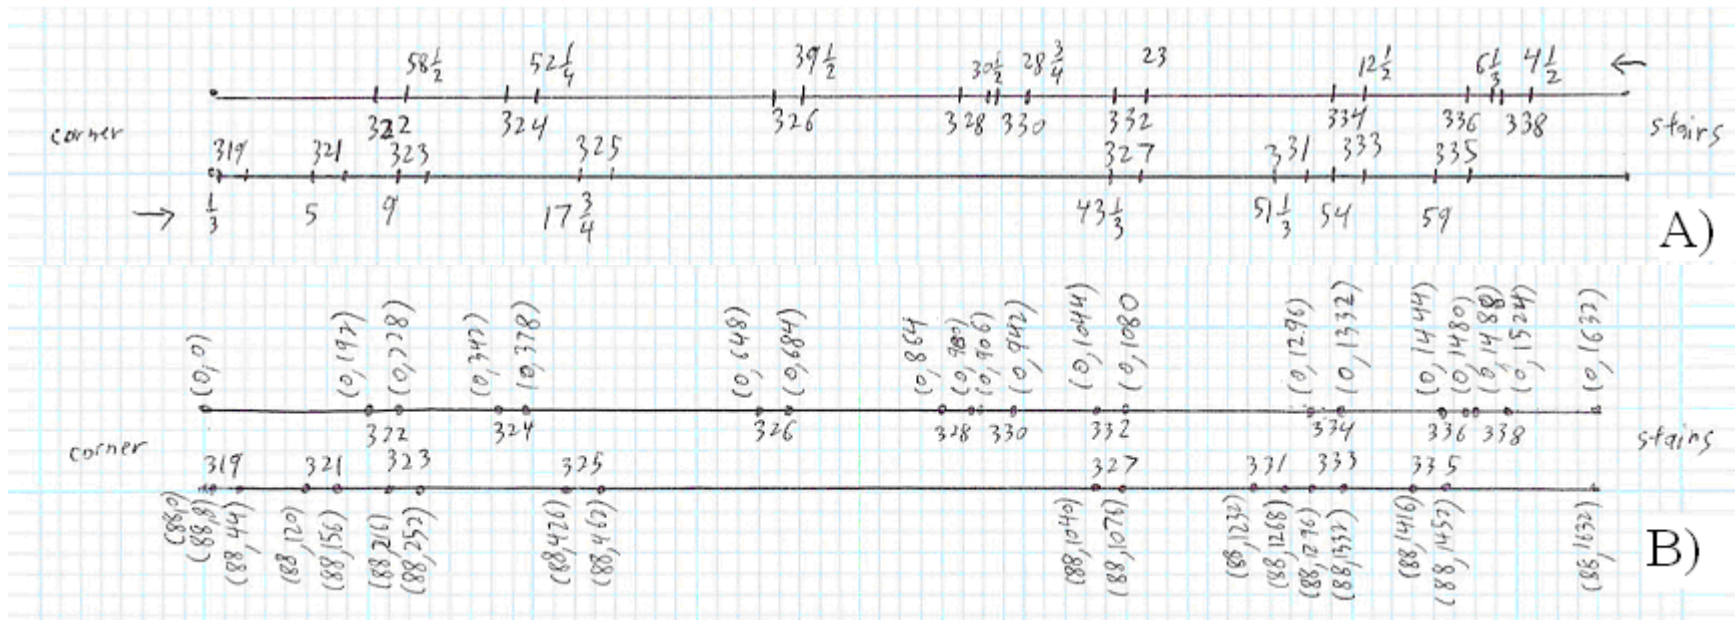 58 1/2 52 1/4 39 1/2 30 1/2 28 3/4 23 12 1/2 6 1/3 4 1/2 ←
322 324 326 328 330 332 334 336 338
corner stairs
319 321 323 325 327 331 333 335
→ 1/3 5 9 17 3/4 43 1/3 51 1/3 54 59
A)
(0,0) (0,192) (0,228) (0,342) (0,378) (0,648) (0,684) (0,864 (0,900) (0,906) (0,942) (0,1044) (0,1080 (0,1296) (0,1332) (0,1444) (0,1480) (0,1488) (0,1524) (0,1632)
322 324 326 328 330 332 334 336 338
corner stairs
319 321 323 325 327 331 333 335
(88,0) (88,8) (88,44) (88,120) (88,156) (88,216) (88,252) (88,426) (88,462) (88,1040) (88,1076) (88,1232) (88,1268) (88,1296) (88,1332) (88,1416) (88,1452) (88,1632)
B)